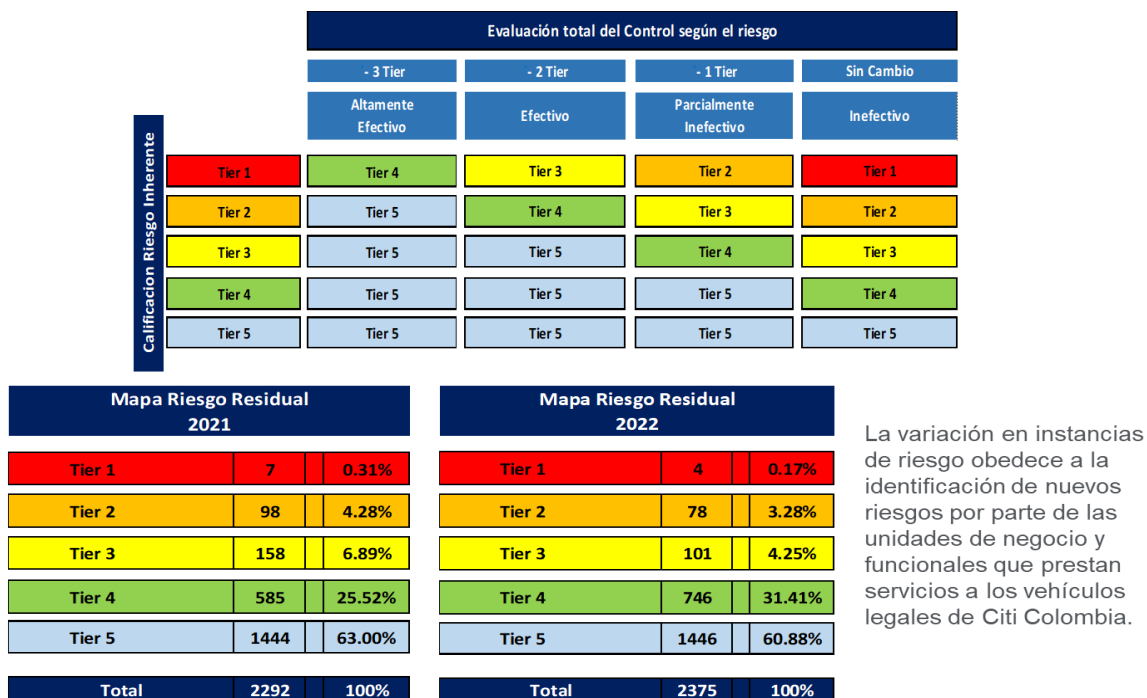 Evaluación total del Control según el riesgo
- 3 Tier - 2 Tier - 1 Tier Sin Cambio
Altamente
Efectivo
Efectivo
Parcialmente
Inefectivo
Inefectivo
Calificacion Riesgo Inherente
Tier 1 Tier 4 Tier 3 Tier 2 Tier 1
Tier 2 Tier 5 Tier 4 Tier 3 Tier 2
Tier 3 Tier 5 Tier 5 Tier 4 Tier 3
Tier 4 Tier 5 Tier 5 Tier 5 Tier 4
Tier 5 Tier 5 Tier 5 Tier 5 Tier 5
Mapa Riesgo Residual
2021
Tier 1 7 0.31%
Tier 2 98 4.28%
Tier 3 158 6.89%
Tier 4 585 25.52%
Tier 5 1444 63.00%
Total 2292 100%
Mapa Riesgo Residual
2022
Tier 1 4 0.17%
Tier 2 78 3.28%
Tier 3 101 4.25%
Tier 4 746 31.41%
Tier 5 1446 60.88%
Total 2375 100%
La variación en instancias
de riesgo obedece a la
identificación de nuevos
riesgos por parte de las
unidades de negocio y
funcionales que prestan
servicios a los vehículos
legales de Citi Colombia.